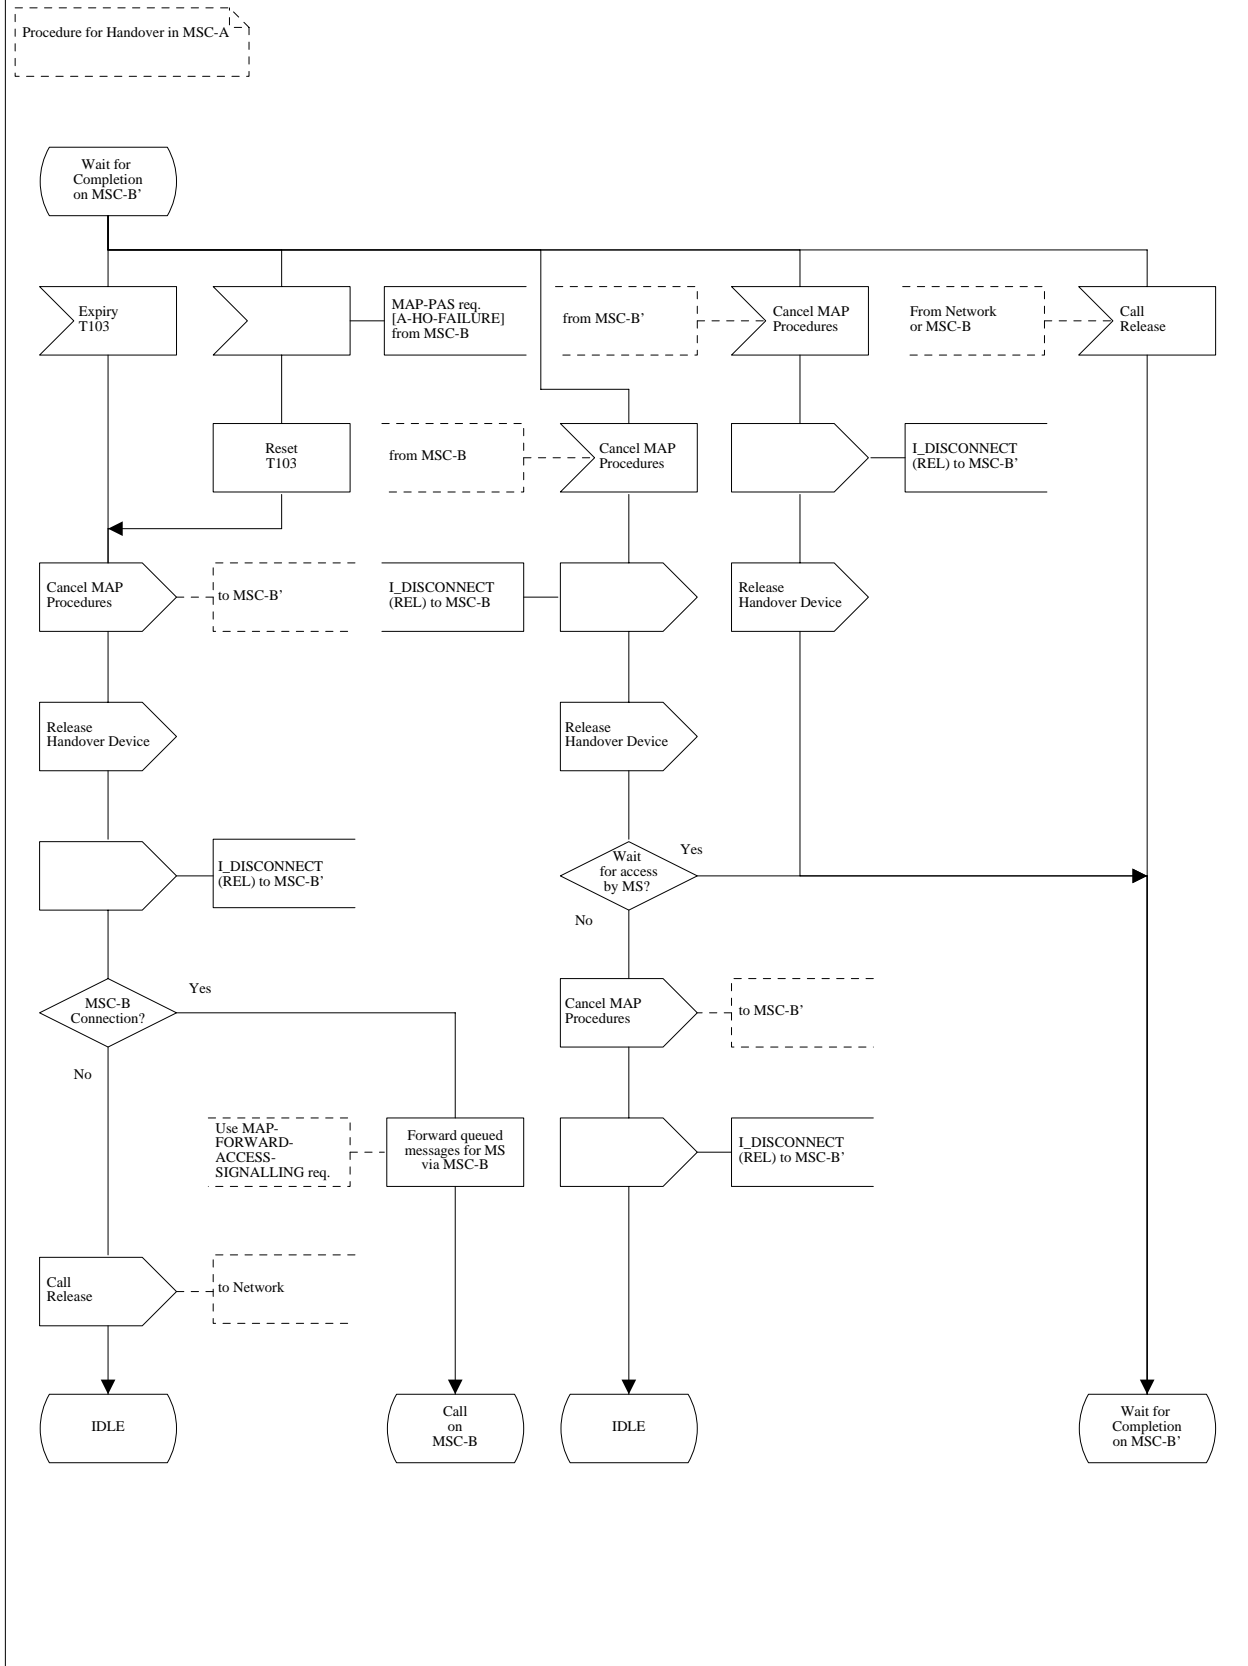 Procedure for Handover in MSC-A
Wait for
Completion
on MSC-B’
Expiry
T103
MAP-PAS req.
[A-HO-FAILURE]
from MSC-B
from MSC-B’
Cancel MAP
Procedures
From Network
or MSC-B
Call
Release
Reset
T103
from MSC-B
Cancel MAP
Procedures
I_DISCONNECT
(REL) to MSC-B’
Cancel MAP
Procedures
to MSC-B’
I_DISCONNECT
(REL) to MSC-B
Release
Handover Device
Release
Handover Device
Release
Handover Device
I_DISCONNECT
(REL) to MSC-B’
Wait
for access
by MS?
Yes
No
MSC-B
Connection?
Yes
No
Cancel MAP
Procedures
to MSC-B’
Use MAP-
FORWARD-
ACCESS-
SIGNALLING req.
Forward queued
messages for MS
via MSC-B
I_DISCONNECT
(REL) to MSC-B’
Call
Release
to Network
IDLE
Call
on
MSC-B
IDLE
Wait for
Completion
on MSC-B’